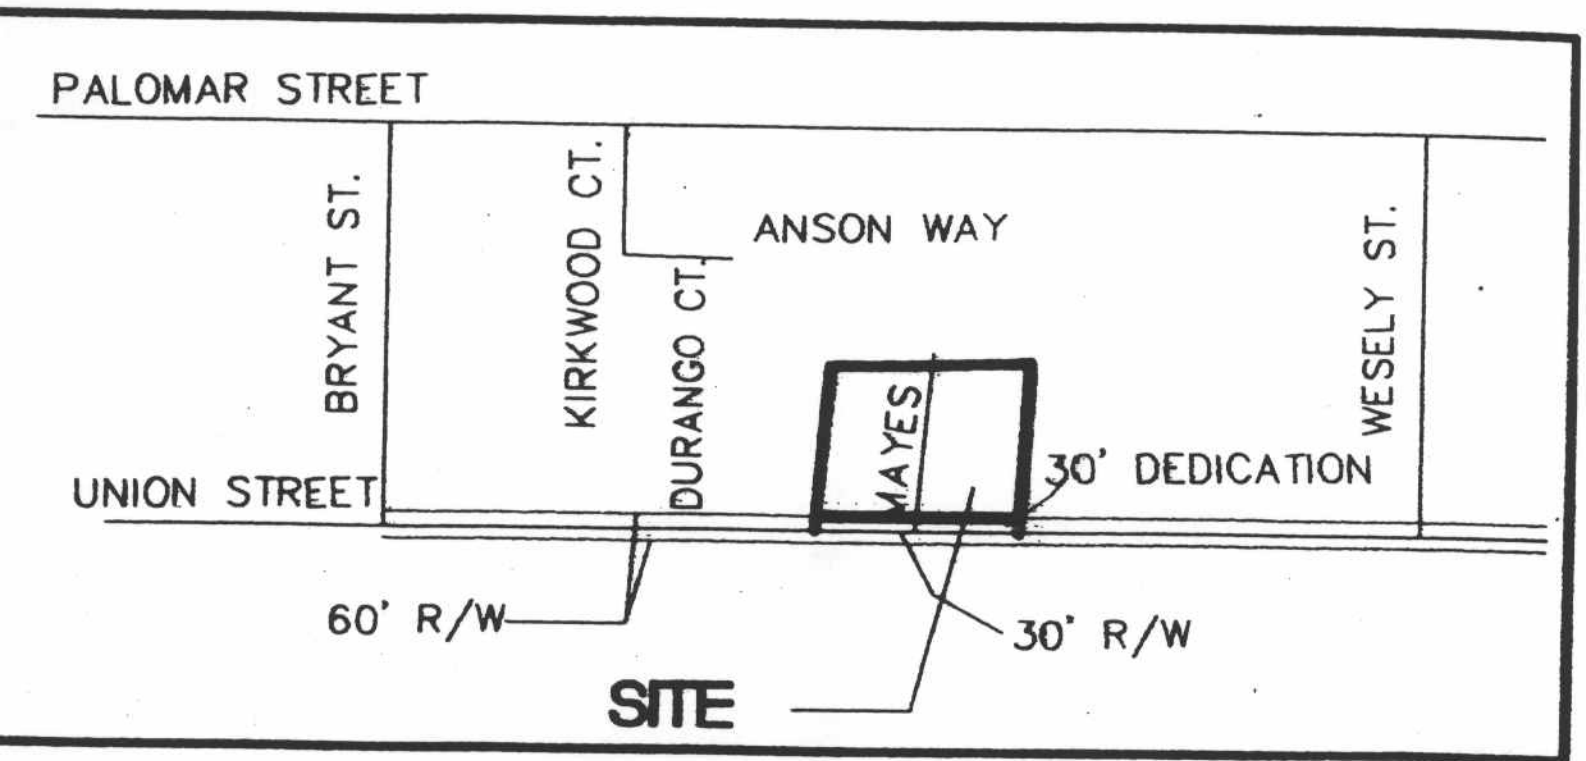 PALOMAR STREET
BRYANT ST.
KIRKWOOD CT.
ANSON WAY
DURANGO CT.
MAYES
WESELY ST.
UNION STREET
30' DEDICATION
60' R/W
30' R/W
SITE